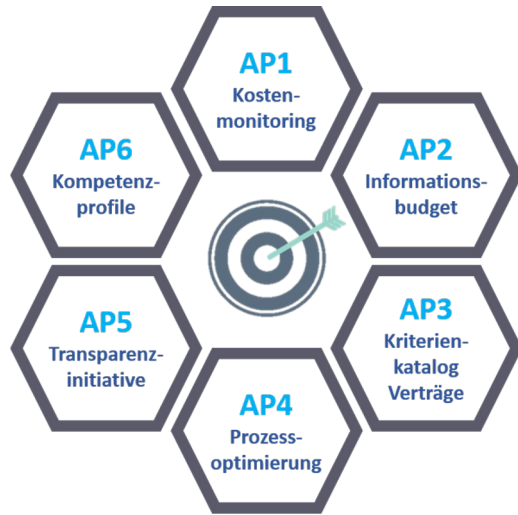 AP1
Kosten-
monitoring
AP2
Informations-
budget
AP3
Kriterien-
katalog
Verträge
AP4
Prozess-
optimierung
AP5
Transparenz-
initiative
AP6
Kompetenz-
profile